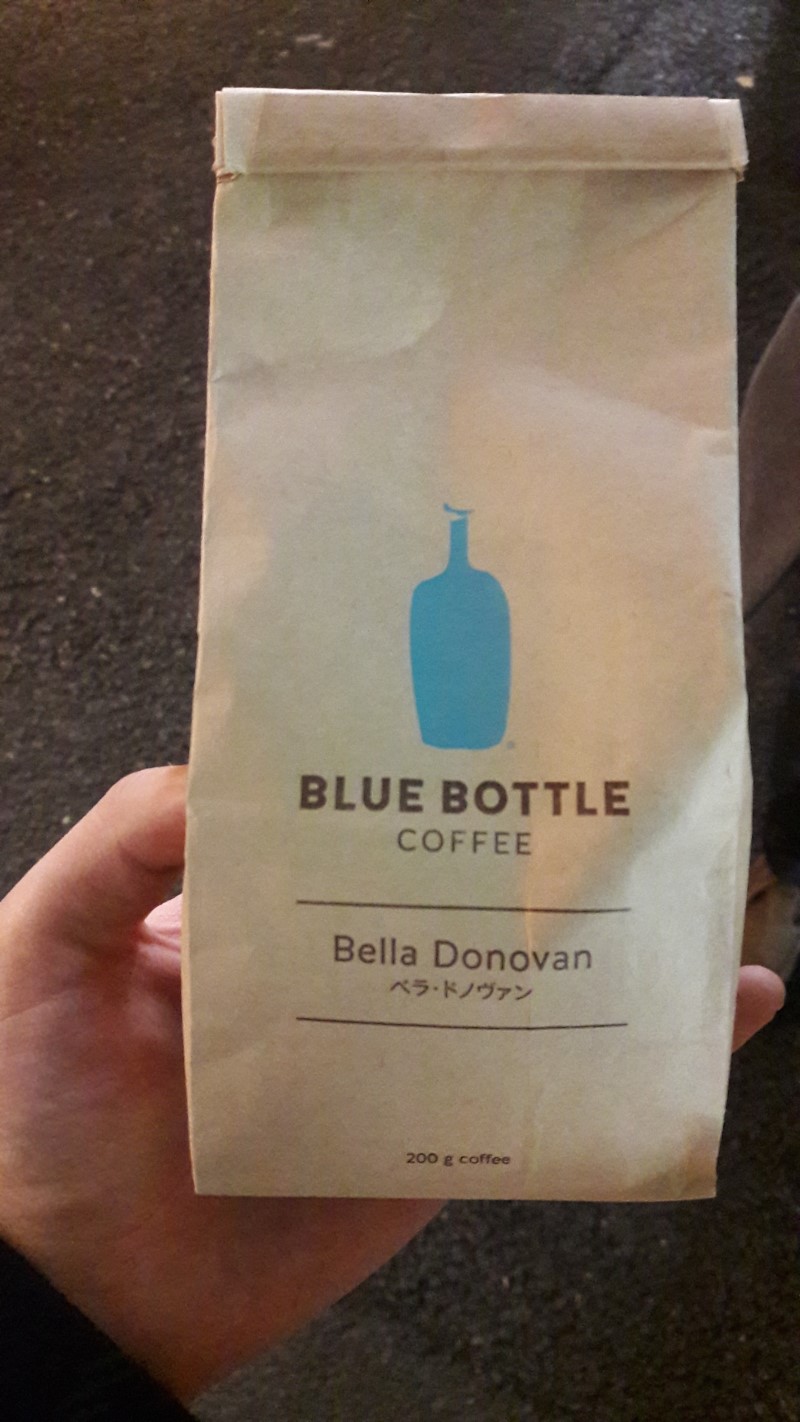 BLUE BOTTLE
COFFEE
Bella Donovan
ベラ・ドノヴァン
200 g coffee